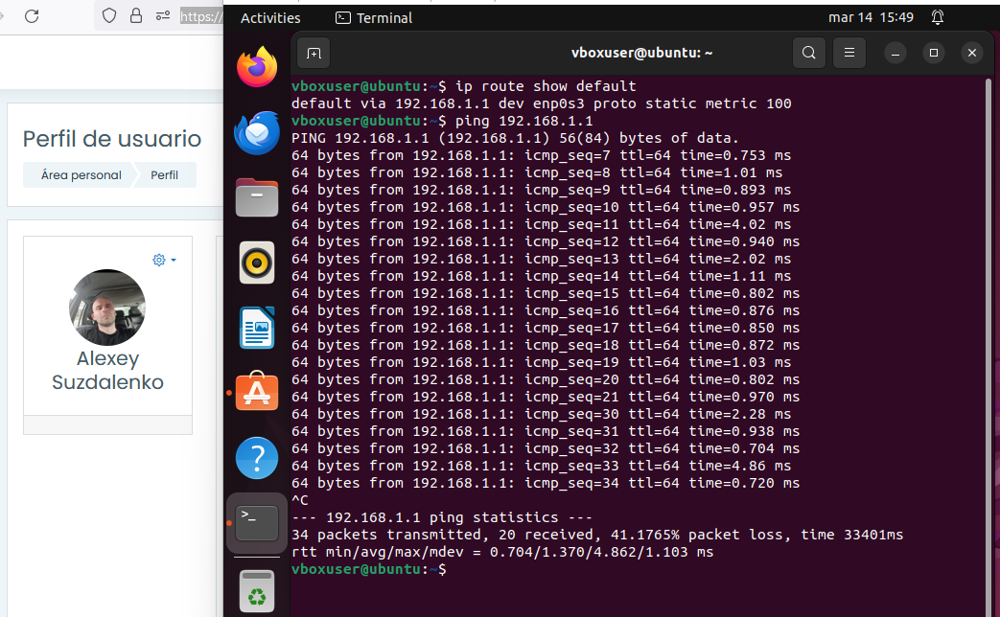 https://
Perfil de usuario
Área personal
Perfil
Alexey
Suzdalenko
Activities
Terminal
mar 14 15:49
vboxuser@ubuntu: ~
vboxuser@ubuntu:~$ ip route show default
default via 192.168.1.1 dev enp0s3 proto static metric 100
vboxuser@ubuntu:~$ ping 192.168.1.1
PING 192.168.1.1 (192.168.1.1) 56(84) bytes of data.
64 bytes from 192.168.1.1: icmp_seq=7 ttl=64 time=0.753 ms
64 bytes from 192.168.1.1: icmp_seq=8 ttl=64 time=1.01 ms
64 bytes from 192.168.1.1: icmp_seq=9 ttl=64 time=0.893 ms
64 bytes from 192.168.1.1: icmp_seq=10 ttl=64 time=0.957 ms
64 bytes from 192.168.1.1: icmp_seq=11 ttl=64 time=4.02 ms
64 bytes from 192.168.1.1: icmp_seq=12 ttl=64 time=0.940 ms
64 bytes from 192.168.1.1: icmp_seq=13 ttl=64 time=2.02 ms
64 bytes from 192.168.1.1: icmp_seq=14 ttl=64 time=1.11 ms
64 bytes from 192.168.1.1: icmp_seq=15 ttl=64 time=0.802 ms
64 bytes from 192.168.1.1: icmp_seq=16 ttl=64 time=0.876 ms
64 bytes from 192.168.1.1: icmp_seq=17 ttl=64 time=0.850 ms
64 bytes from 192.168.1.1: icmp_seq=18 ttl=64 time=0.872 ms
64 bytes from 192.168.1.1: icmp_seq=19 ttl=64 time=1.03 ms
64 bytes from 192.168.1.1: icmp_seq=20 ttl=64 time=0.802 ms
64 bytes from 192.168.1.1: icmp_seq=21 ttl=64 time=0.970 ms
64 bytes from 192.168.1.1: icmp_seq=30 ttl=64 time=2.28 ms
64 bytes from 192.168.1.1: icmp_seq=31 ttl=64 time=0.938 ms
64 bytes from 192.168.1.1: icmp_seq=32 ttl=64 time=0.704 ms
64 bytes from 192.168.1.1: icmp_seq=33 ttl=64 time=4.86 ms
64 bytes from 192.168.1.1: icmp_seq=34 ttl=64 time=0.720 ms
^C
--- 192.168.1.1 ping statistics ---
34 packets transmitted, 20 received, 41.1765% packet loss, time 33401ms
rtt min/avg/max/mdev = 0.704/1.370/4.862/1.103 ms
vboxuser@ubuntu:~$